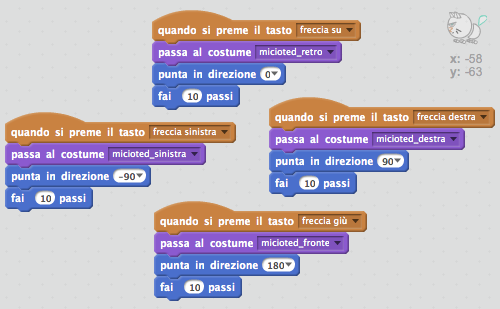 quando si preme il tasto freccia su
passa al costume micioted_retro
punta in direzione 0
fai 10 passi
x: -58
y: -63
quando si preme il tasto freccia sinistra
passa al costume micioted_sinistra
punta in direzione -90
fai 10 passi
quando si preme il tasto freccia destra
passa al costume micioted_destra
punta in direzione 90
fai 10 passi
quando si preme il tasto freccia giù
passa al costume micioted_fronte
punta in direzione 180
fai 10 passi